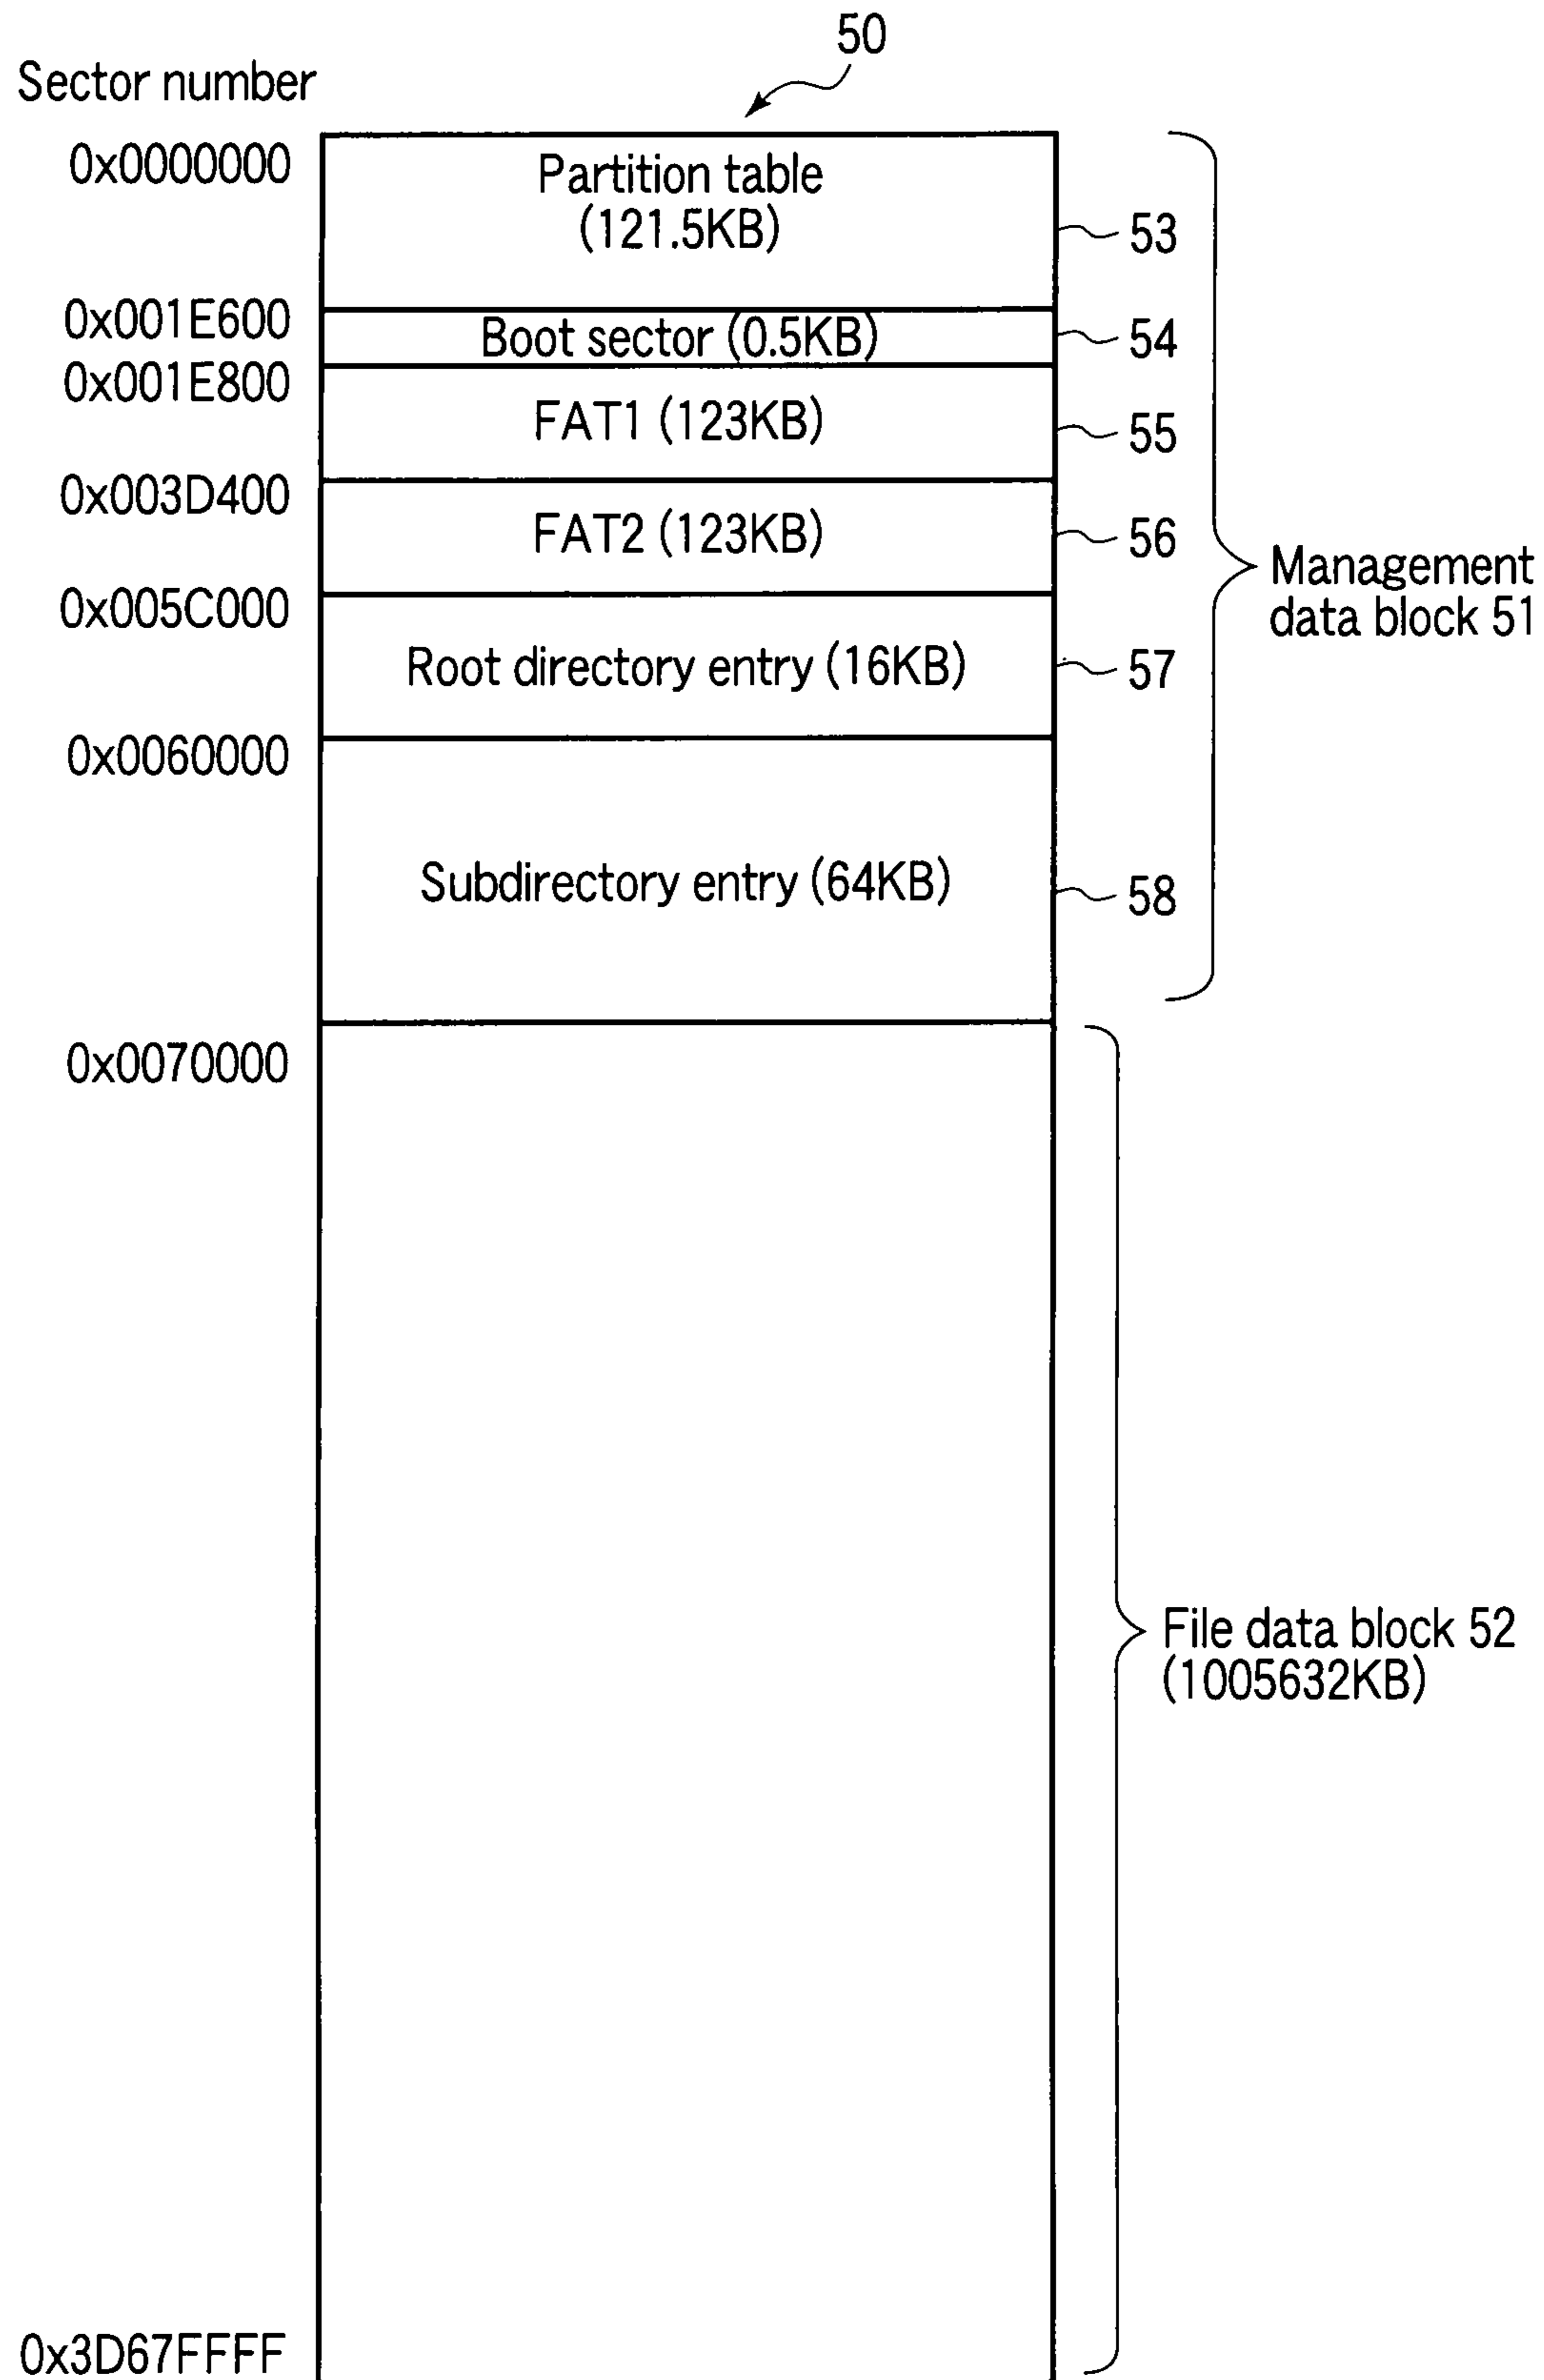 50
Sector number
0x0000000
Partition table
(121.5KB)
53
0x001E600
Boot sector (0.5KB)
54
0x001E800
FAT1 (123KB)
55
0x003D400
FAT2 (123KB)
56
Management
data block 51
0x005C000
Root directory entry (16KB)
57
0x0060000
Subdirectory entry (64KB)
58
0x0070000
File data block 52
(1005632KB)
0x3D67FFFF